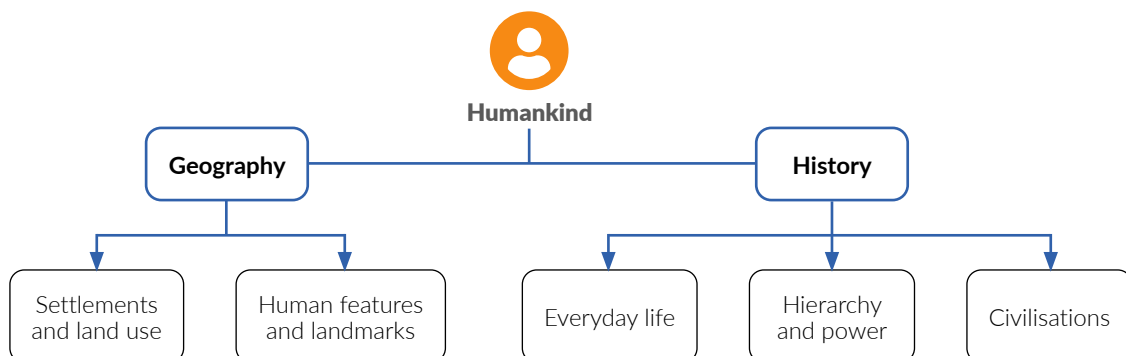 Humankind
Geography
History
Settlements
and land use
Human features
and landmarks
Everyday life
Hierarchy
and power
Civilisations